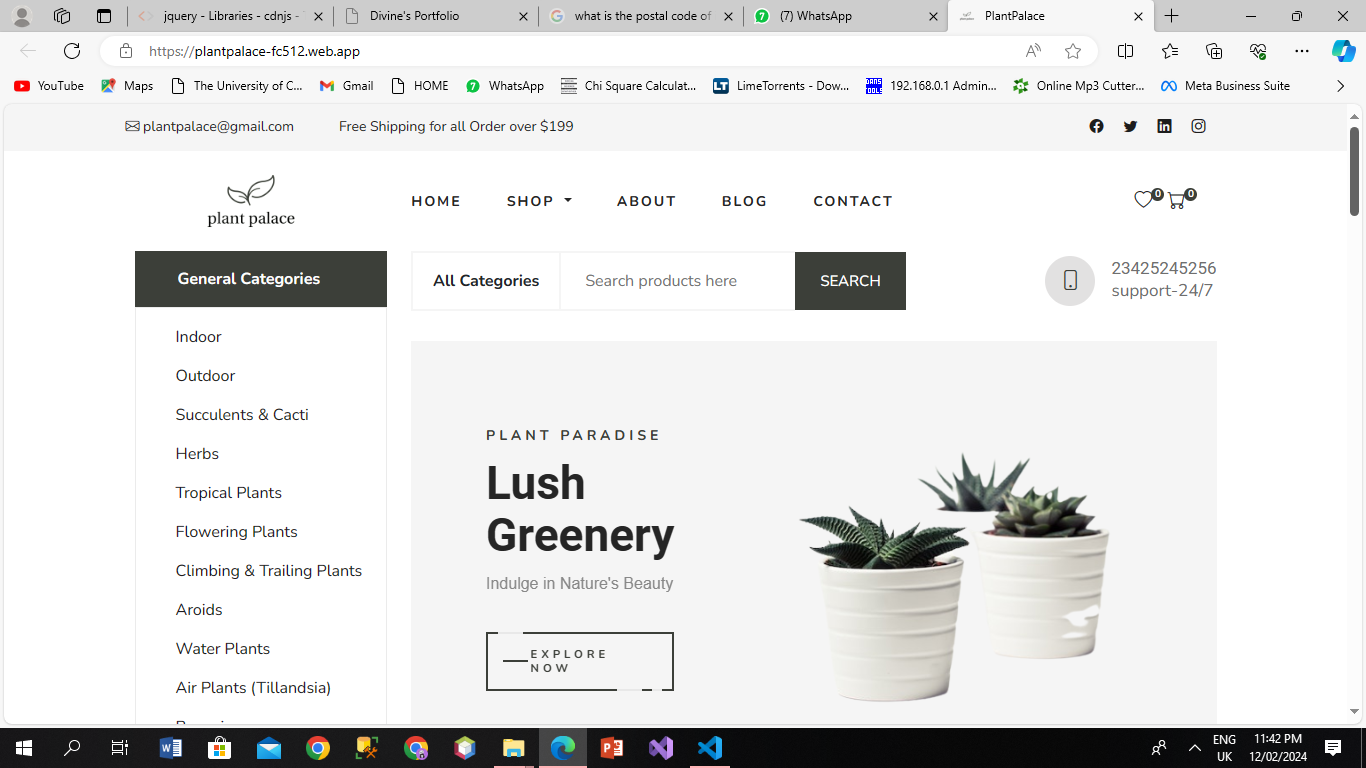 jquery - Libraries - cdnjs -
Divine's Portfolio
what is the postal code of
(7) WhatsApp
PlantPalace
https://plantpalace-fc512.web.app
YouTube
Maps
The University of C...
Gmail
HOME
WhatsApp
Chi Square Calculat...
LimeTorrents - Dow...
192.168.0.1 Admin...
Online Mp3 Cutter...
Meta Business Suite
plantpalace@gmail.com
Free Shipping for all Order over $199
plant palace
HOME
SHOP
ABOUT
BLOG
CONTACT
0
0
General Categories
All Categories
Search products here
SEARCH
23425245256
support-24/7
Indoor
Outdoor
Succulents & Cacti
Herbs
Tropical Plants
Flowering Plants
Climbing & Trailing Plants
Aroids
Water Plants
Air Plants (Tillandsia)
PLANT PARADISE
Lush
Greenery
Indulge in Nature's Beauty
EXPLORE
NOW
ENG
UK
11:42 PM
12/02/2024